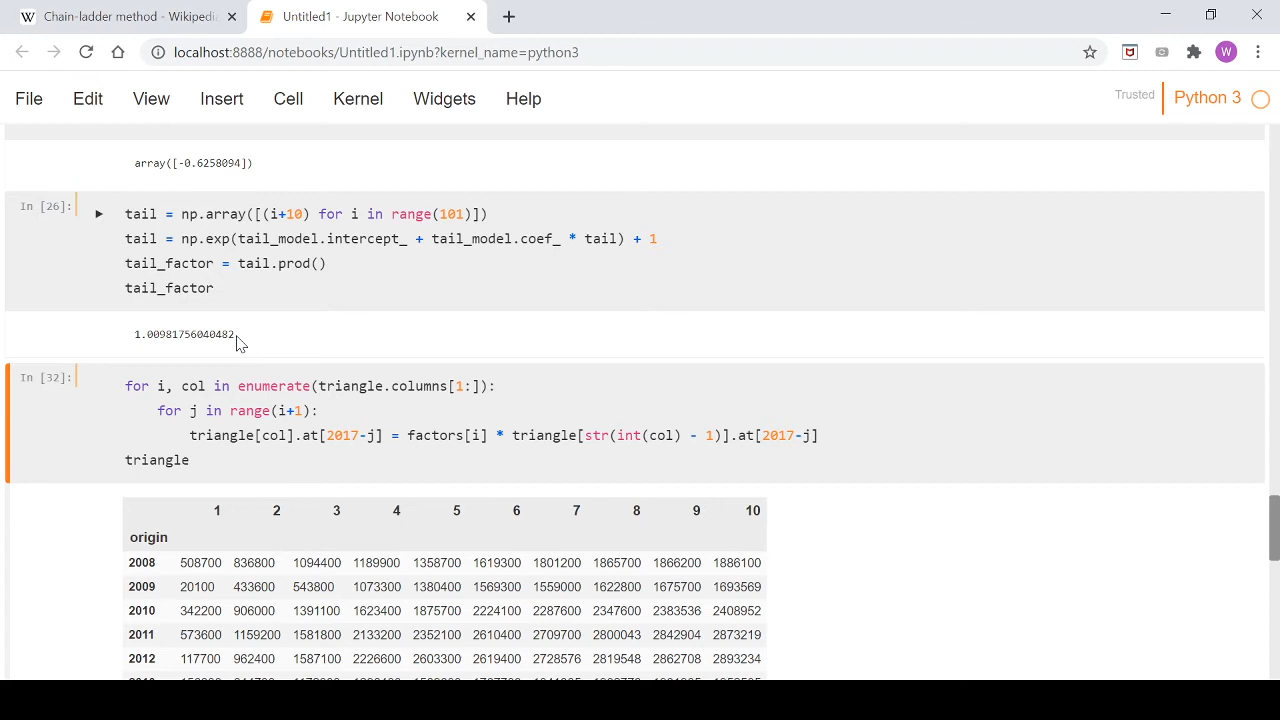 Chain-ladder method - Wikipedi
Untitled1 - Jupyter Notebook
localhost:8888/notebooks/Untitled1.ipynb?kernel_name=python3
W
File Edit View Insert Cell Kernel Widgets Help
Trusted
Python 3
array([-0.6258094])
In [26]:
tail = np.array([(i+10) for i in range(101)])
tail = np.exp(tail_model.intercept_ + tail_model.coef_ * tail) + 1
tail_factor = tail.prod()
tail_factor
1.00981756040482
In [32]:
for i, col in enumerate(triangle.columns[1:]):
for j in range(i+1):
triangle[col].at[2017-j] = factors[i] * triangle[str(int(col) - 1)].at[2017-j]
triangle
1 2 3 4 5 6 7 8 9 10
origin
2008 508700 836800 1094400 1189900 1358700 1619300 1801200 1865700 1866200 1886100
2009 20100 433600 543800 1073300 1380400 1569300 1559000 1622800 1675700 1693569
2010 342200 906000 1391100 1623400 1875700 2224100 2287600 2347600 2383536 2408952
2011 573600 1159200 1581800 2133200 2352100 2610400 2709700 2800043 2842904 2873219
2012 117700 962400 1587100 2226600 2603300 2619400 2728576 2819548 2862708 2893234